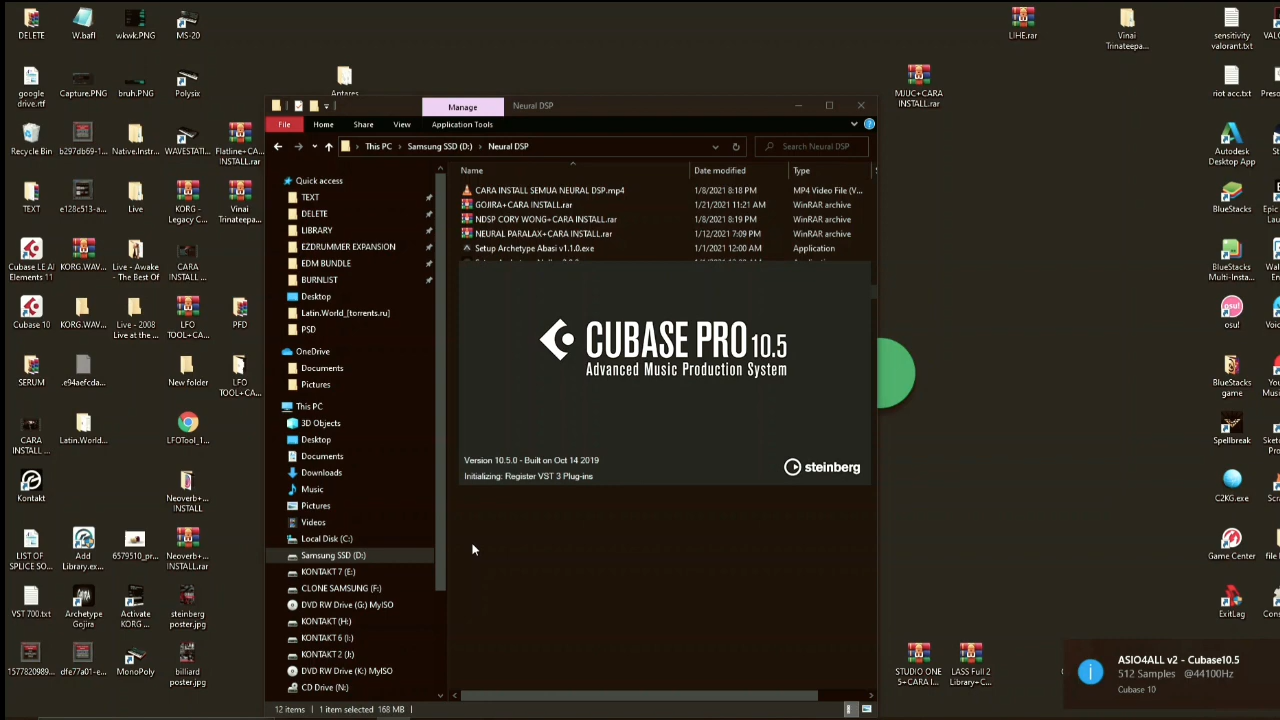 DELETE
W.bafl
wkwk.PNG
MS-20
google
drive.rtf
Capture.PNG
bruh.PNG
Polysix
Antares
Recycle Bin
b297db69-1...
Native.Instr...
WAVESTATI...
Flatline+CA...
INSTALL.rar
TEXT
e128c513-a...
Live
KORG -
Legacy C...
Vinai
Trinateepa...
Cubase LE AI
Elements 11
KORG.WAV...
Live - Awake
- The Best Of
CARA
INSTALL ...
Cubase 10
KORG.WAV...
Live - 2008
Live at the ...
LFO
TOOL+CA...
PFD
SERUM
.e94aefcda...
New folder
LFO
TOOL+CA...
CARA
INSTALL ...
Latin.World...
LFOTool_1...
Kontakt
Neoverb+...
INSTALL
LIST OF
SPLICE SO...
Add
Library.ex...
6579510_pr...
Neoverb+...
INSTALL.rar
VST 700.txt
Archetype
Gojira
Activate
KORG ...
steinberg
poster.jpg
1577820989...
dfe77a01-e...
MonoPoly
billiard
poster.jpg
Manage
Neural DSP
File
Home
Share
View
Application Tools
This PC
Samsung SSD (D:)
Neural DSP
Search Neural DSP
Name
Date modified
Type
CARA INSTALL SEMUA NEURAL DSP.mp4
1/8/2021 8:18 PM
MP4 Video File (V...
GOJIRA+CARA INSTALL.rar
1/21/2021 11:21 AM
WinRAR archive
NDSP CORY WONG+CARA INSTALL.rar
1/8/2021 8:19 PM
WinRAR archive
NEURAL PARALAX+CARA INSTALL.rar
1/12/2021 7:09 PM
WinRAR archive
Setup Archetype Abasi v1.1.0.exe
1/1/2021 12:00 AM
Application
Quick access
TEXT
DELETE
LIBRARY
EZDRUMMER EXPANSION
EDM BUNDLE
BURNLIST
Desktop
Latin.World_[torrents.ru]
PSD
OneDrive
Documents
Pictures
This PC
3D Objects
Desktop
Documents
Downloads
Music
Pictures
Videos
Local Disk (C:)
Samsung SSD (D:)
KONTAKT 7 (E:)
CLONE SAMSUNG (F:)
DVD RW Drive (G:) MyISO
KONTAKT (H:)
KONTAKT 6 (I:)
KONTAKT 2 (J:)
DVD RW Drive (K:) MyISO
CD Drive (N:)
12 items
1 item selected 168 MB
CUBASE PRO 10.5
Advanced Music Production System
Version 10.5.0 - Built on Oct 14 2019
Initializing: Register VST 3 Plug-ins
steinberg
LIHE.rar
Vinai
Trinateepa...
sensitivity
valorant.txt
MJUC+CARA
INSTALL.rar
riot acc.txt
Autodesk
Desktop App
BlueStacks
BlueStacks
Multi-Insta...
osu!
BlueStacks
game
Spellbreak
C2KG.exe
Game Center
ExitLag
STUDIO ONE
5+CARA I...
LASS Full 2
Library+C...
ASIO4ALL v2 - Cubase10.5
512 Samples @44100Hz
Cubase 10